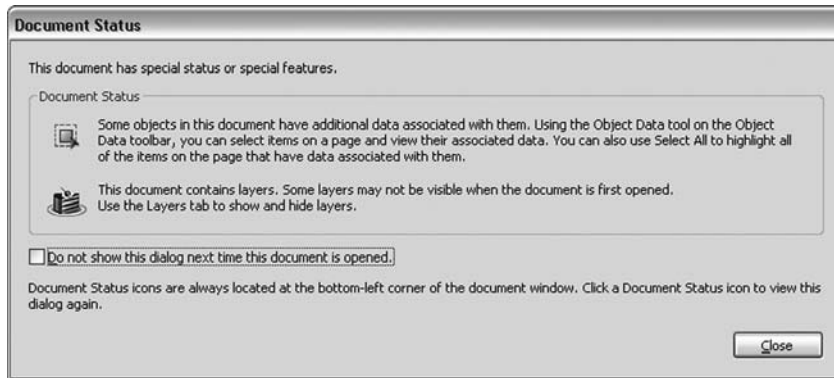 Document Status
This document has special status or special features.
Document Status
Some objects in this document have additional data associated with them. Using the Object Data tool on the Object
Data toolbar, you can select items on a page and view their associated data. You can also use Select All to highlight all
of the items on the page that have data associated with them.
This document contains layers. Some layers may not be visible when the document is first opened.
Use the Layers tab to show and hide layers.
Do not show this dialog next time this document is opened.
Document Status icons are always located at the bottom-left corner of the document window. Click a Document Status icon to view this
dialog again.
Close